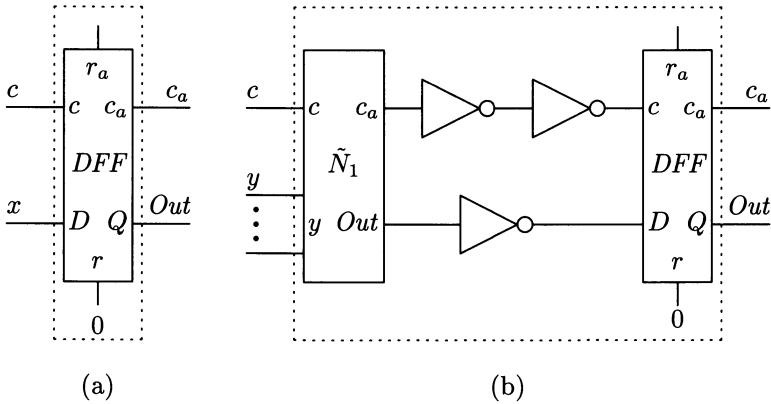 r_a
c c c_a c_a
DFF
x D Q Out
r
0
(a)
c c c_a
y Ñ_1
y Out
r_a
c c_a c_a
DFF
D Q Out
r
0
(b)